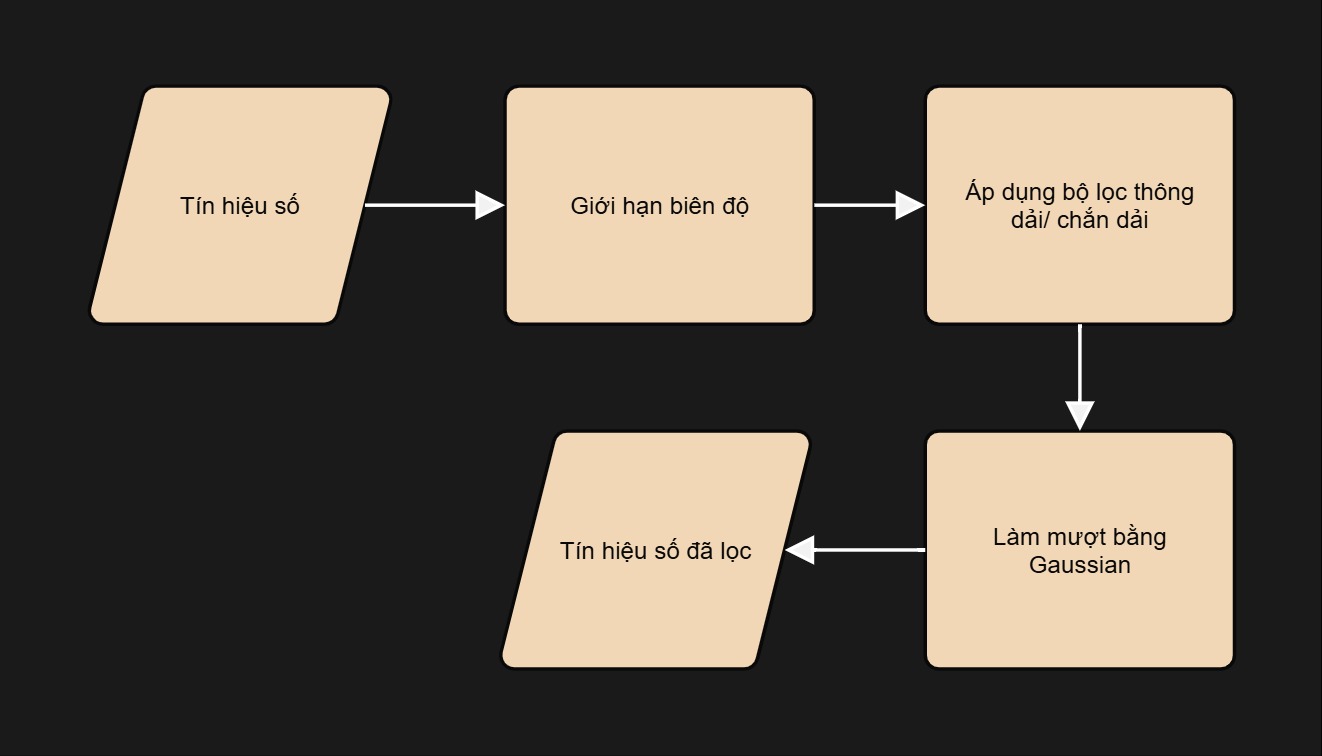 Tín hiệu số
Giới hạn biên độ
Áp dụng bộ lọc thông
dải/ chắn dải
Làm mượt bằng
Gaussian
Tín hiệu số đã lọc